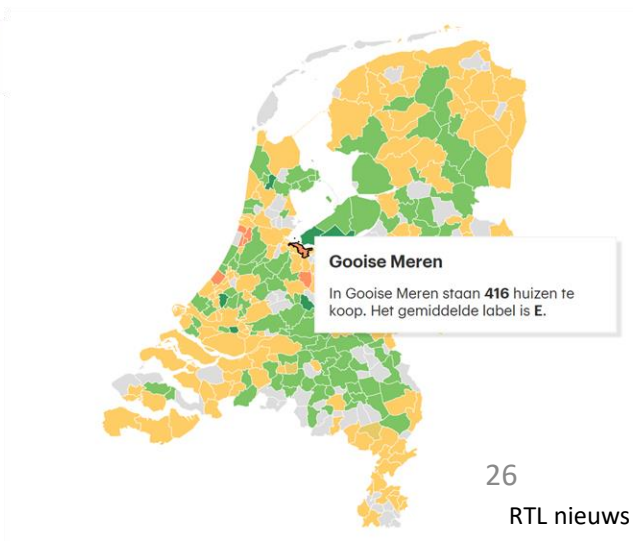 Gooise Meren
In Gooise Meren staan 416 huizen te
koop. Het gemiddelde label is E.
26
RTL nieuws